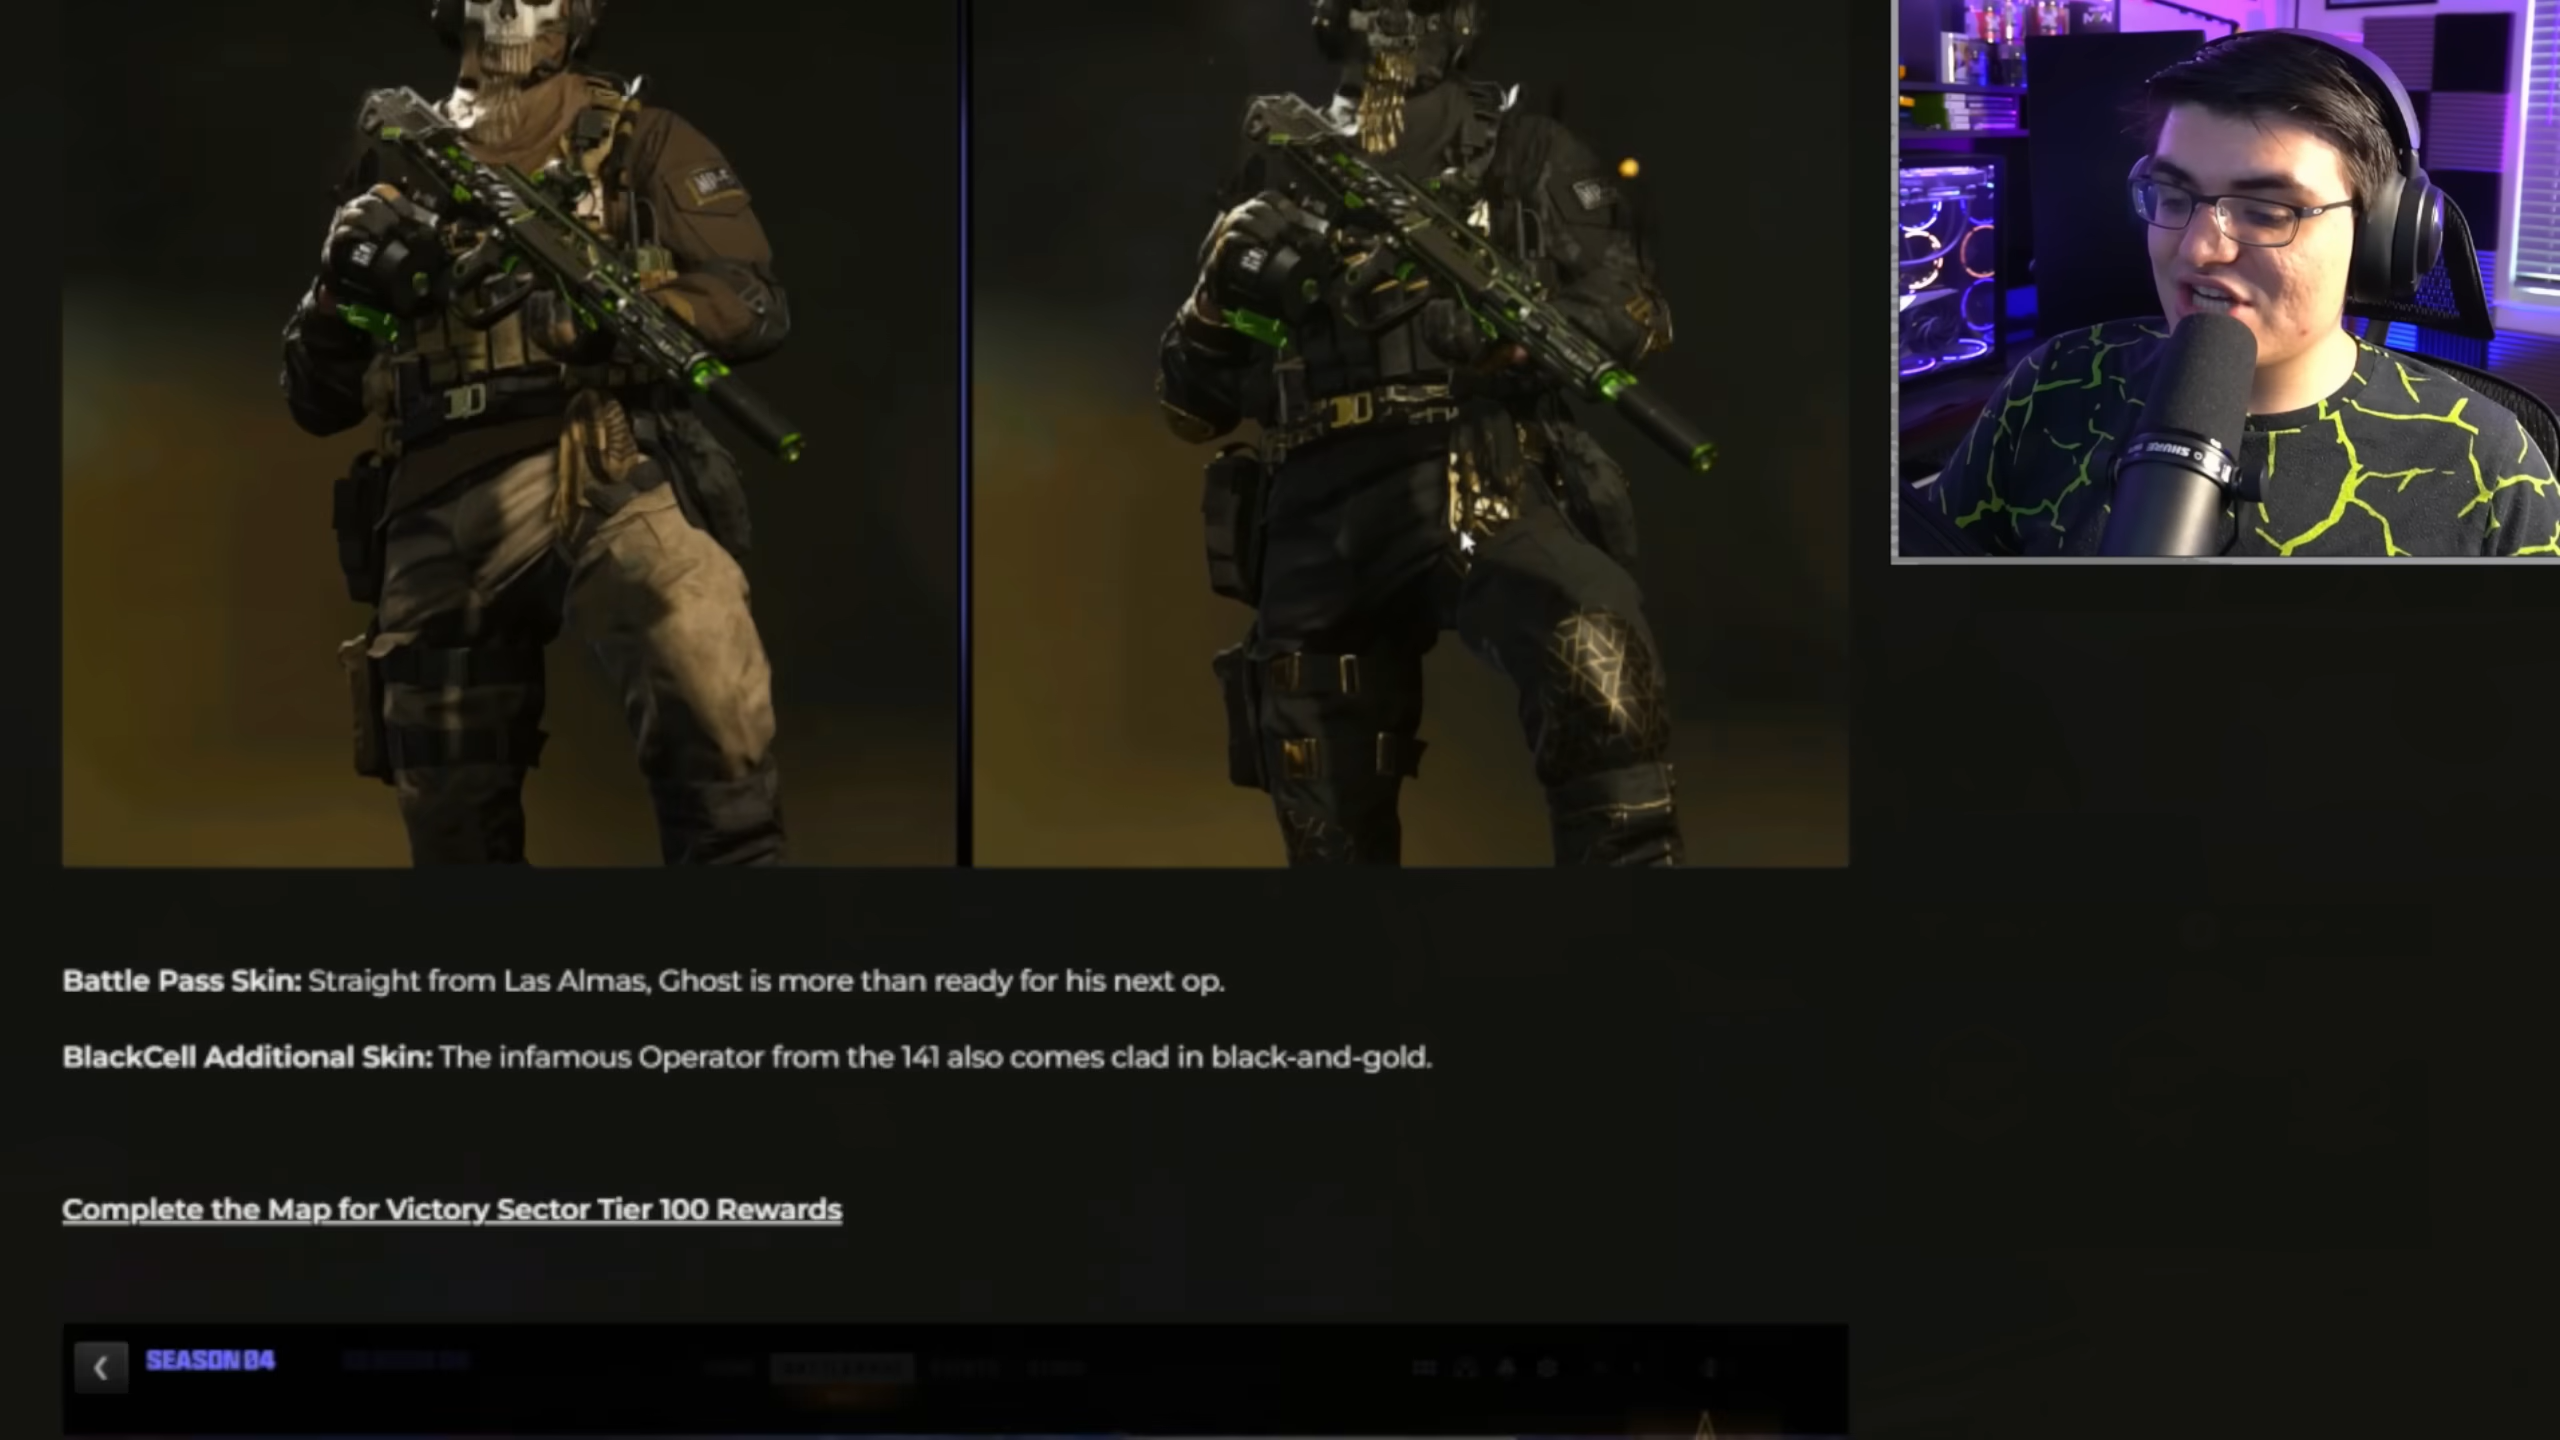 Battle Pass Skin: Straight from Las Almas, Ghost is more than ready for his next op.
BlackCell Additional Skin: The infamous Operator from the 141 also comes clad in black-and-gold.
Complete the Map for Victory Sector Tier 100 Rewards
SEASON 04
SHURE